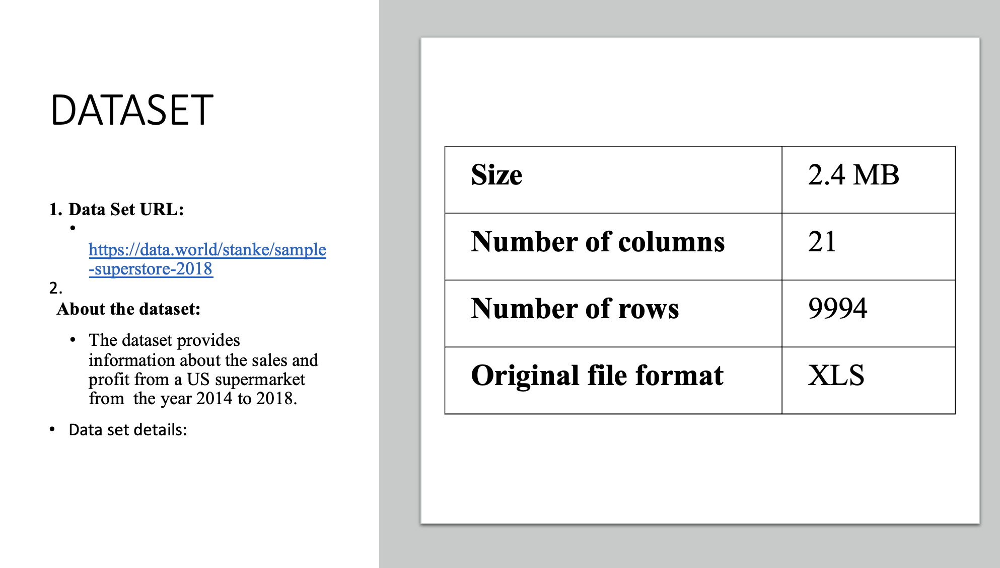 DATASET
1. Data Set URL:
•
https://data.world/stanke/sample
-superstore-2018
2.
About the dataset:
• The dataset provides
information about the sales and
profit from a US supermarket
from  the year 2014 to 2018.
• Data set details:
Size 2.4 MB
Number of columns 21
Number of rows 9994
Original file format XLS